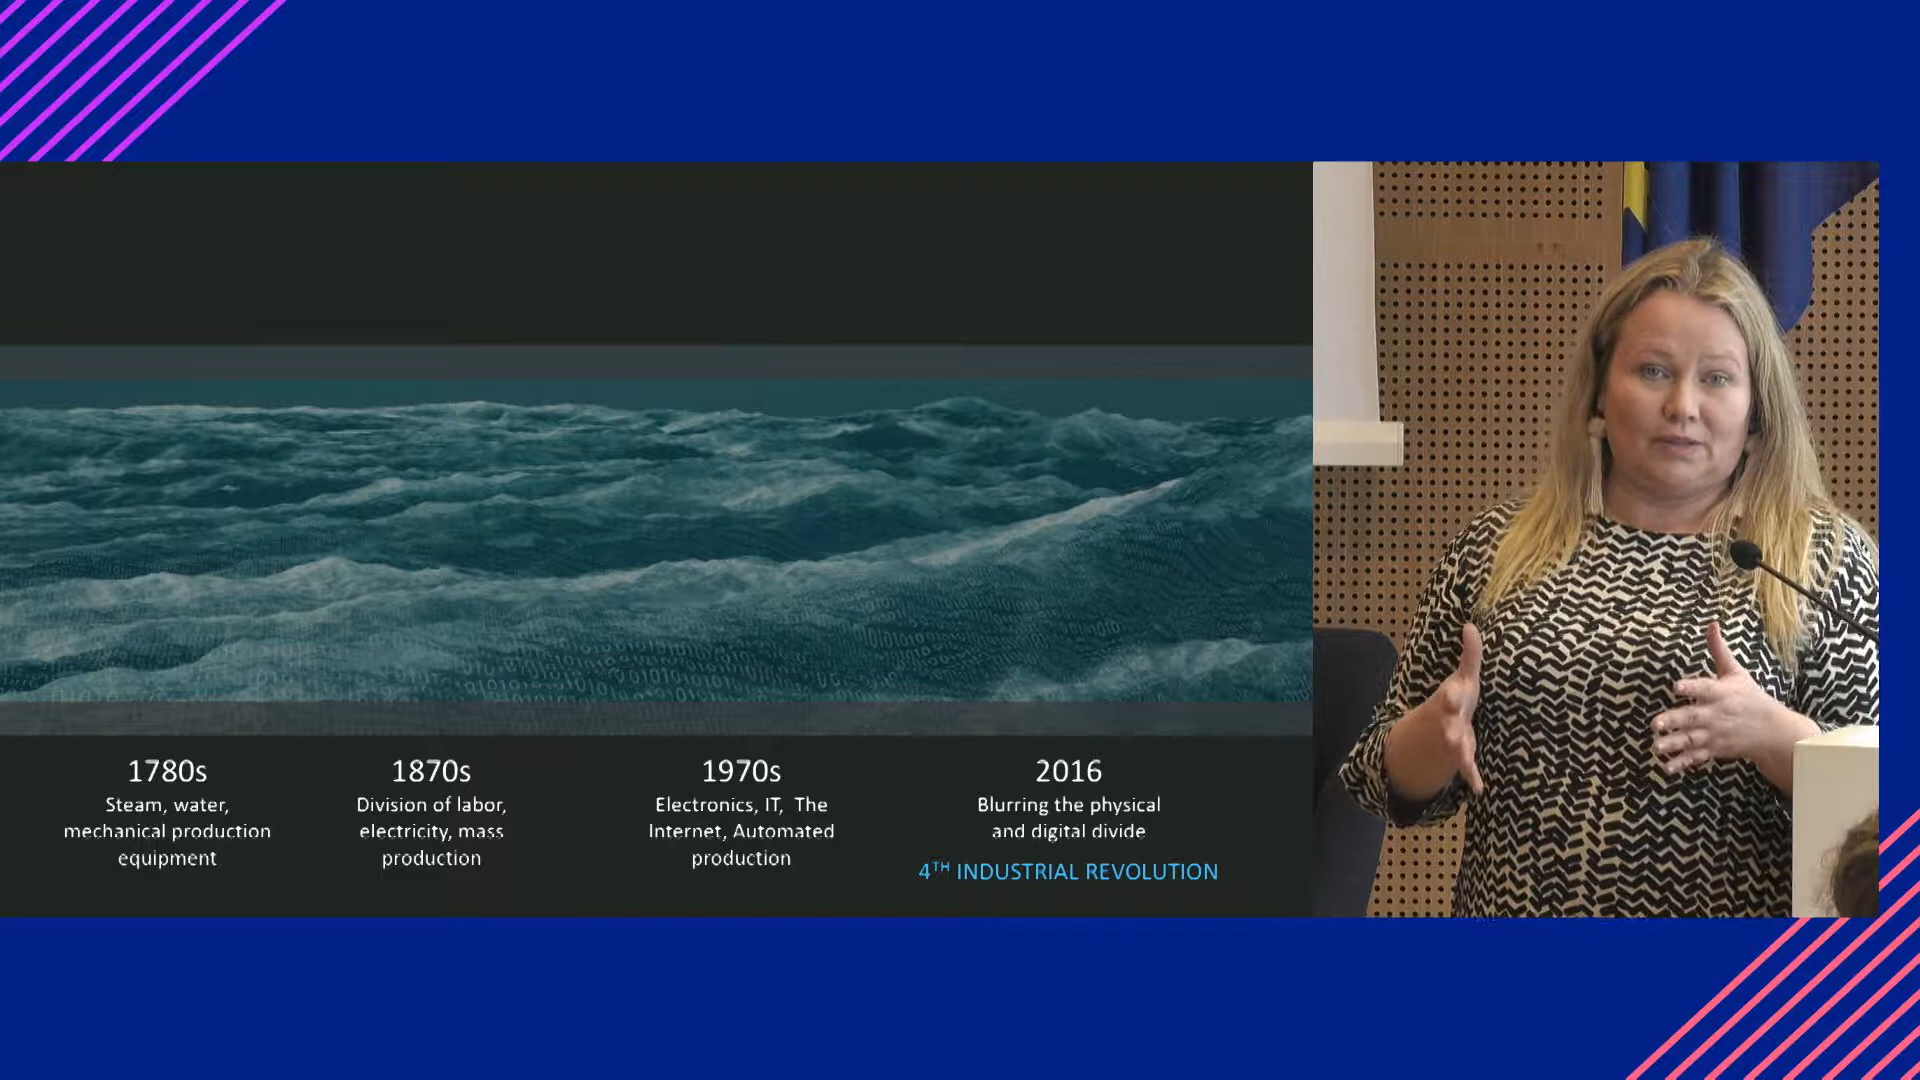 1780s
Steam, water,
mechanical production
equipment
1870s
Division of labor,
electricity, mass
production
1970s
Electronics, IT, The
Internet, Automated
production
2016
Blurring the physical
and digital divide
4TH INDUSTRIAL REVOLUTION